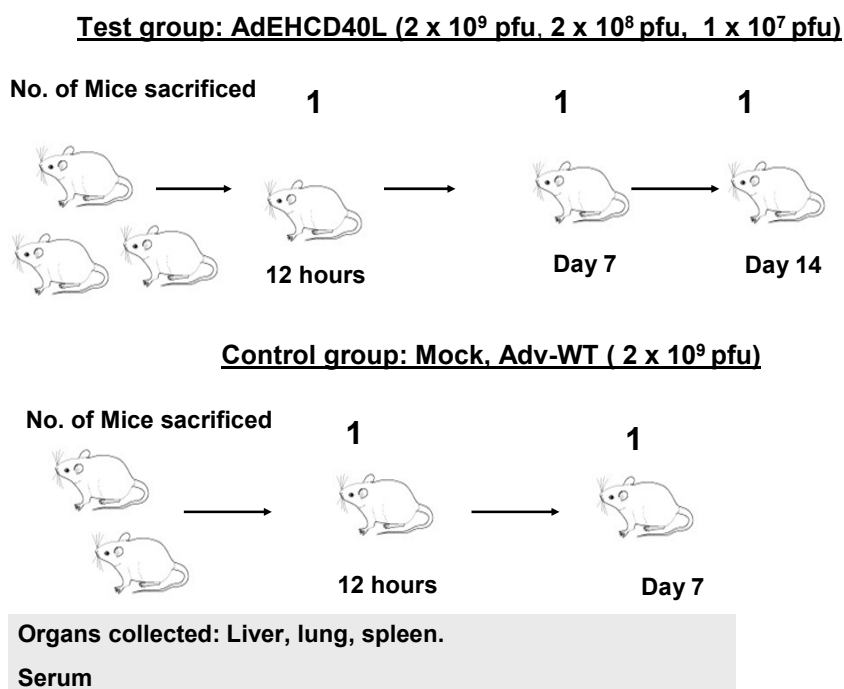 Test group: AdEHCD40L (2 x 10⁹ pfu, 2 x 10⁸ pfu, 1 x 10⁷ pfu)
No. of Mice sacrificed
1
1
1
12 hours
Day 7
Day 14
Control group: Mock, Adv-WT ( 2 x 10⁹ pfu)
No. of Mice sacrificed
1
1
12 hours
Day 7
Organs collected: Liver, lung, spleen.
Serum